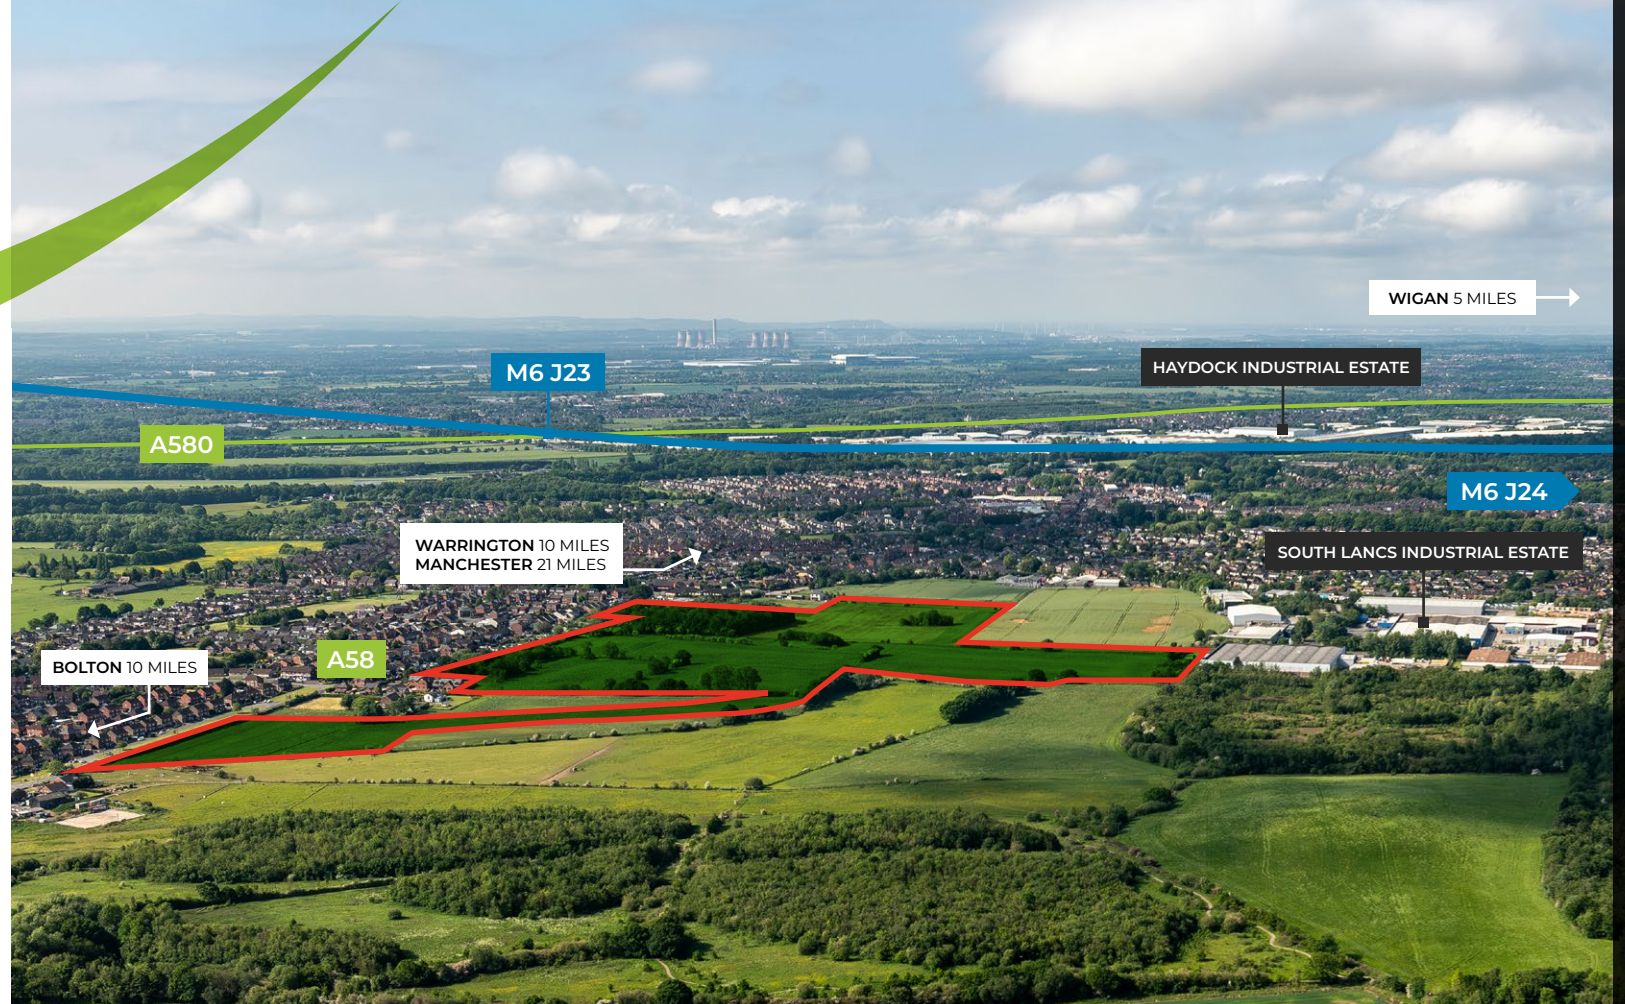 WIGAN 5 MILES
HAYDOCK INDUSTRIAL ESTATE
M6 J23
A580
M6 J24
WARRINGTON 10 MILES
MANCHESTER 21 MILES
SOUTH LANCS INDUSTRIAL ESTATE
A58
BOLTON 10 MILES